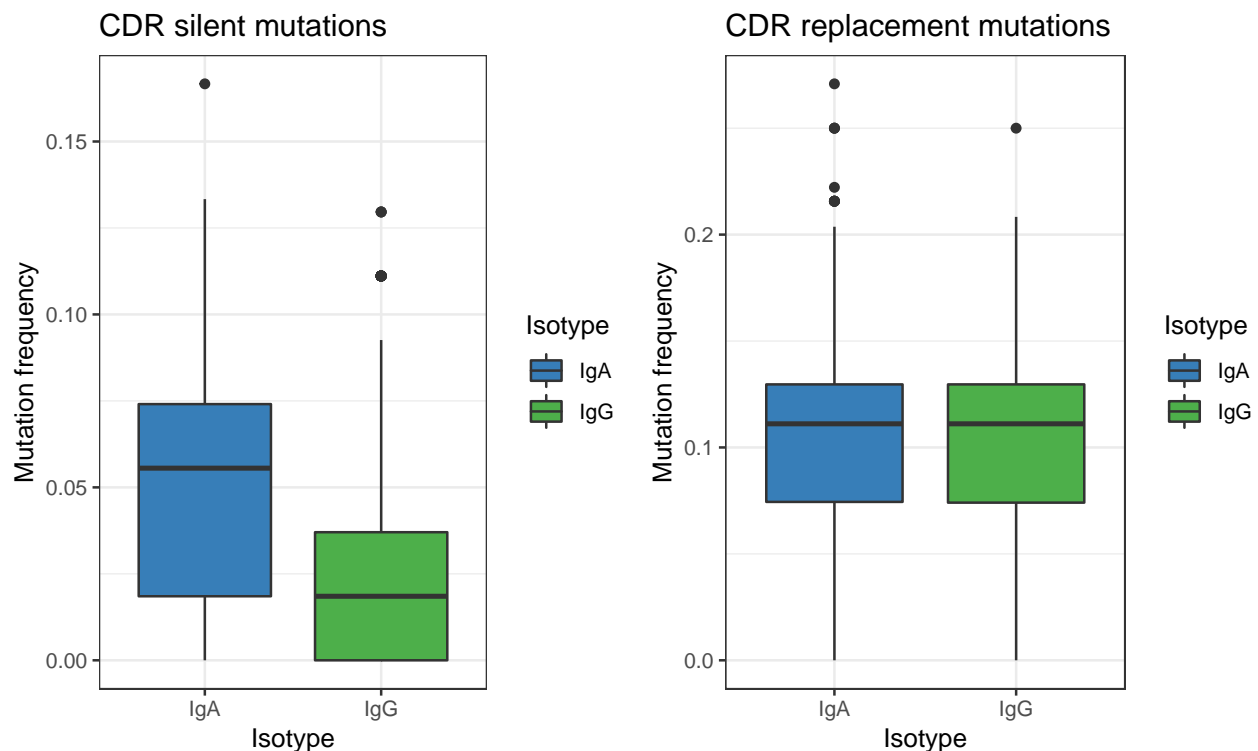 CDR silent mutations
Mutation frequency
0.15
0.10
0.05
0.00
IgA
IgG
Isotype
Isotype
IgA
IgG
CDR replacement mutations
Mutation frequency
0.2
0.1
0.0
IgA
IgG
Isotype
Isotype
IgA
IgG